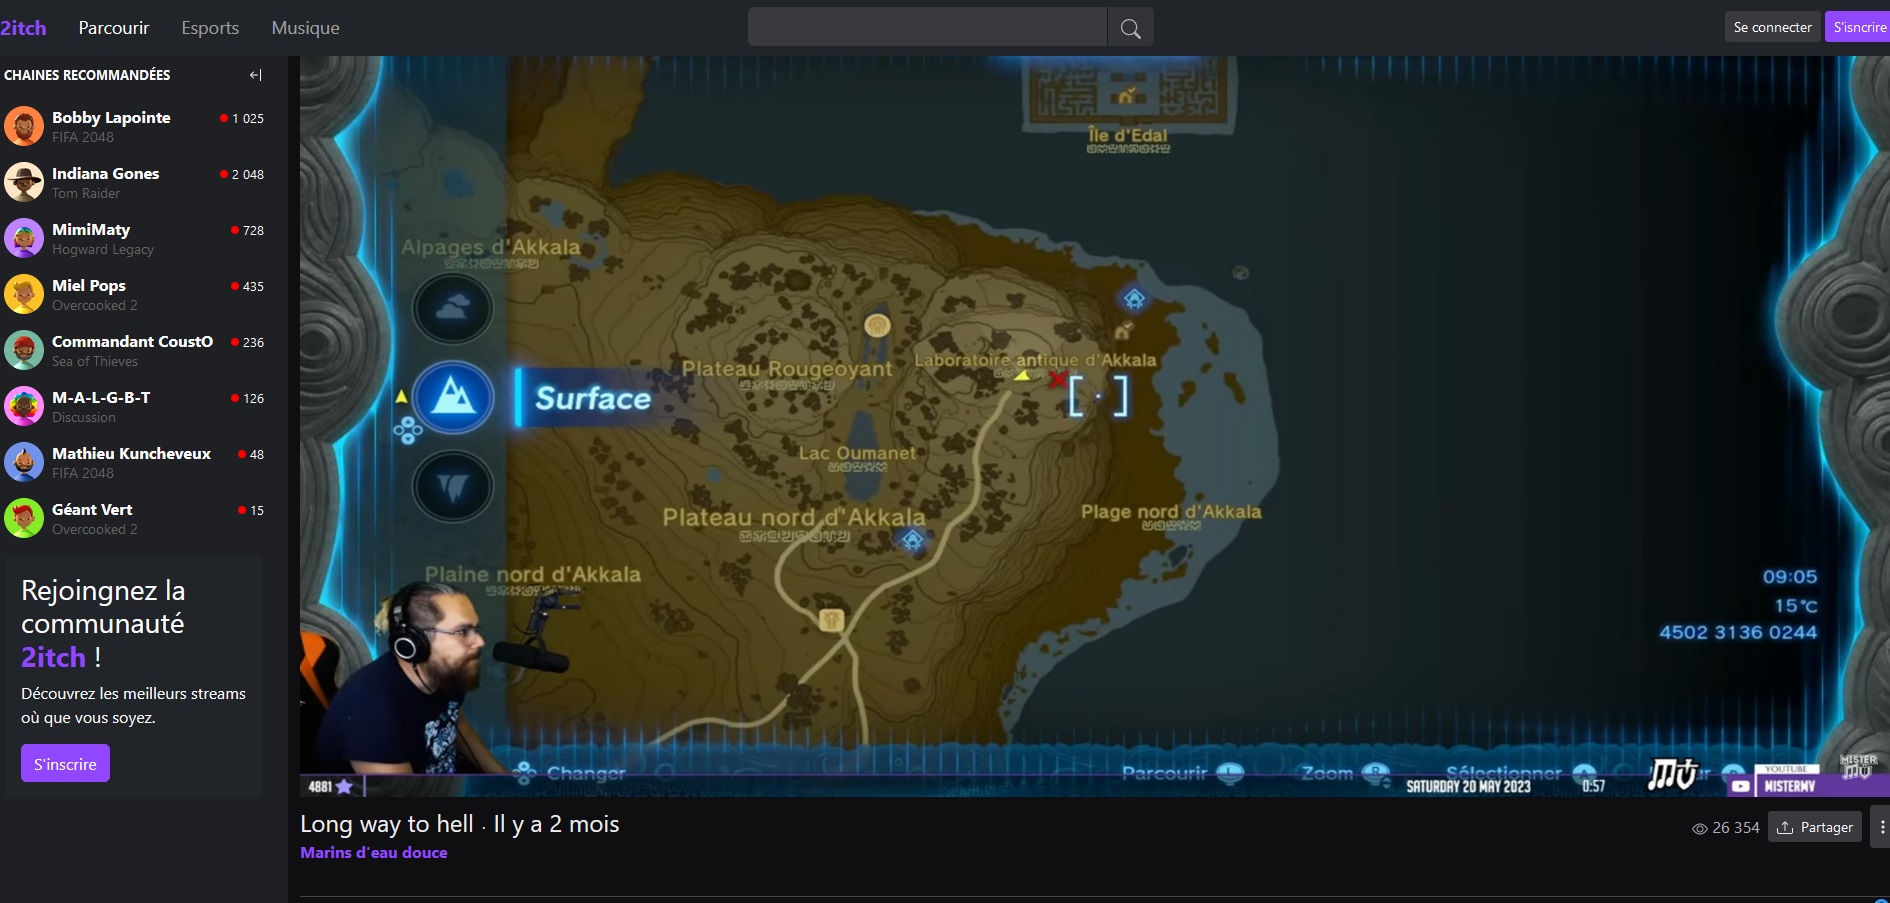 2itch
Parcourir
Esports
Musique
Se connecter
S'isncrire
CHAINES RECOMMANDÉES
Bobby Lapointe
1 025
FIFA 2048
Indiana Gones
2 048
Tom Raider
MimiMaty
728
Hogward Legacy
Miel Pops
435
Overcooked 2
Commandant CoustO
236
Sea of Thieves
M-A-L-G-B-T
126
Discussion
Mathieu Kuncheveux
48
FIFA 2048
Géant Vert
15
Overcooked 2
Rejoingnez la
communauté
2itch !
Découvrez les meilleurs streams
où que vous soyez.
S'inscrire
Île d'Edal
Alpages d'Akkala
Plateau Rougeoyant
Laboratoire antique d'Akkala
Surface
Lac Oumanet
Plateau nord d'Akkala
Plage nord d'Akkala
Plaine nord d'Akkala
09:05
15°C
4502 3136 0244
Changer
Parcourir
L
Zoom
R
Sélectionner
A
4881
SATURDAY 20 MAY 2023
0:57
MV
YOUTUBE
MISTERMV
MISTER
MV
Long way to hell . Il y a 2 mois
26 354
Partager
Marins d'eau douce